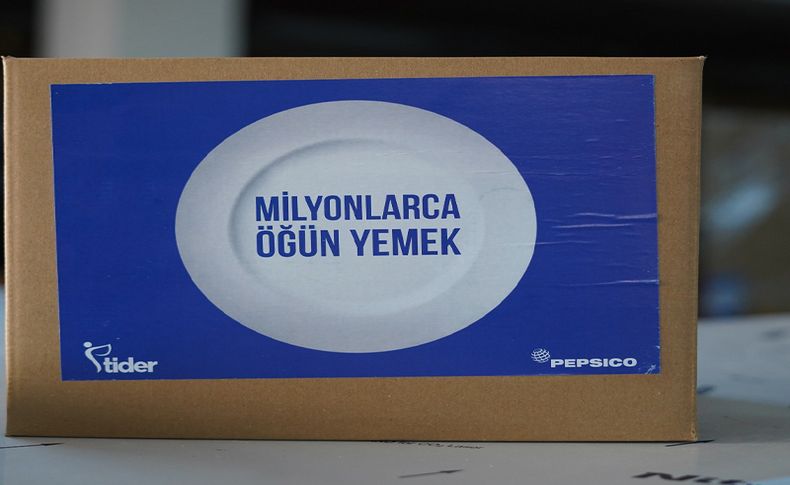 MİLYONLARCA
ÖĞÜN YEMEK
tider
PEPSICO